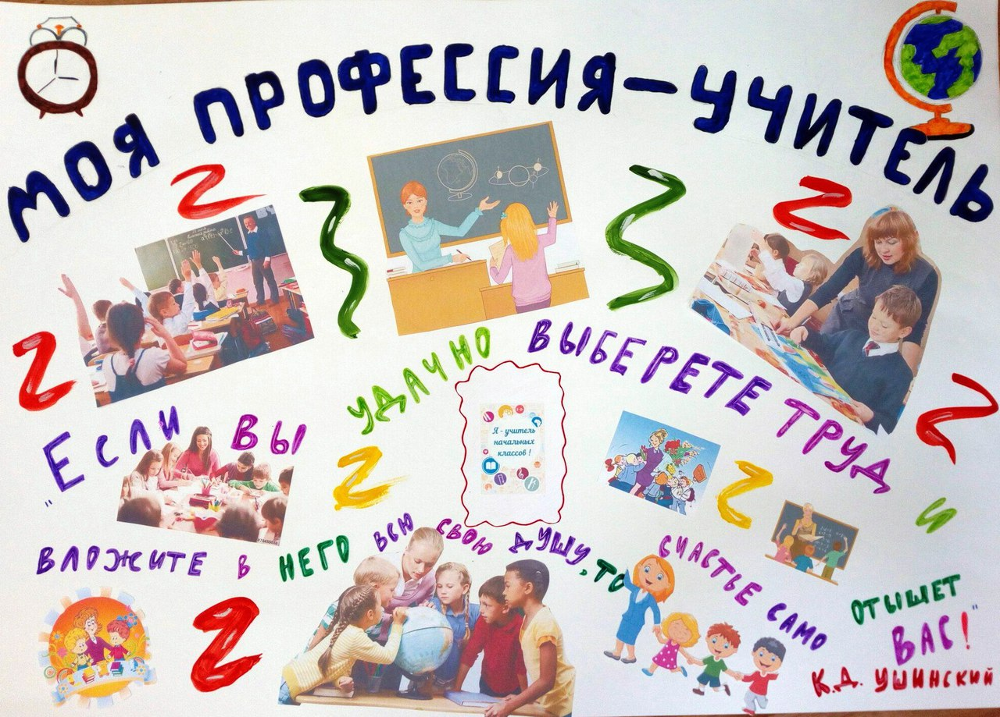 МОЯ ПРОФЕССИЯ – УЧИТЕЛЬ
"ЕСЛИ ВЫ УДАЧНО ВЫБЕРЕТЕ ТРУД И
ВЛОЖИТЕ В НЕГО ВСЮ СВОЮ ДУШУ, ТО СЧАСТЬЕ САМО
ОТЫШЕТ
ВАС!"
К.Д. УШИНСКИЙ
Я - учитель
начальных
классов!